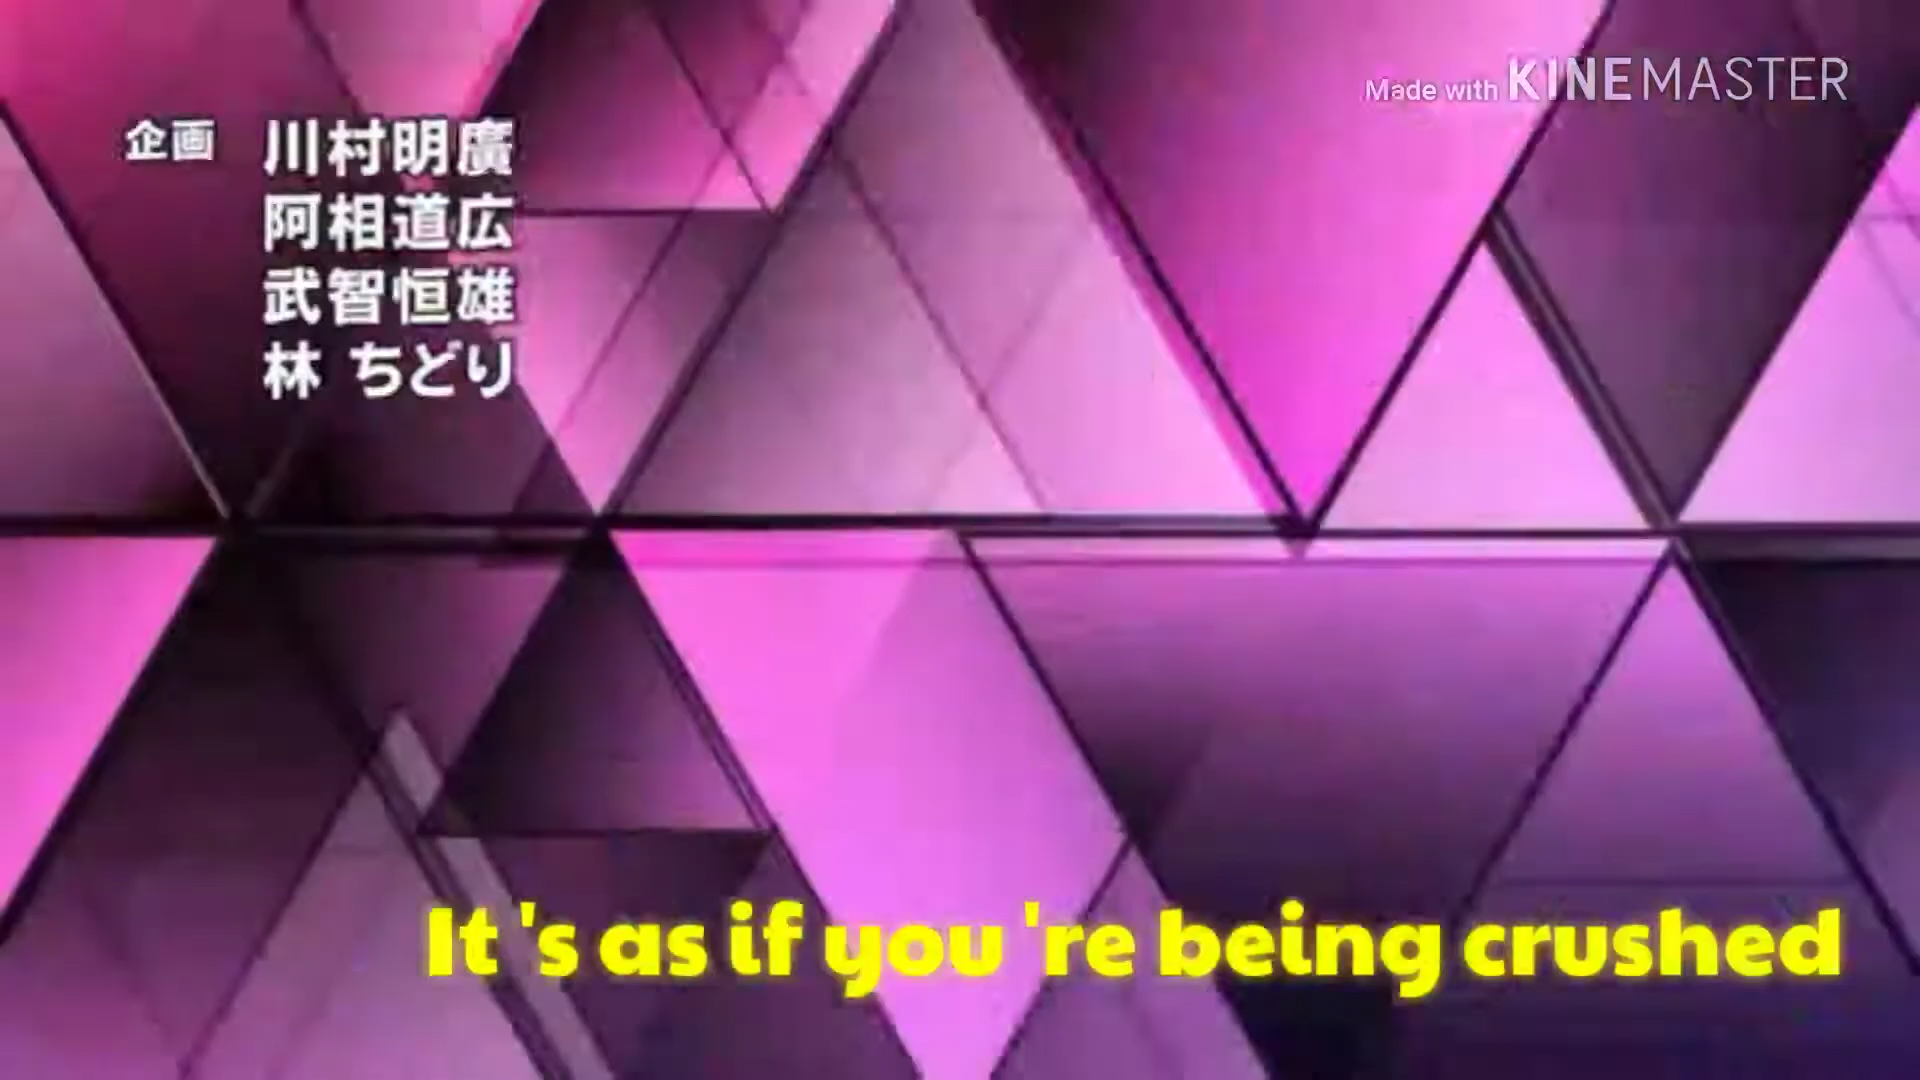 Made with KINEMASTER
企画 川村明廣
阿相道広
武智恒雄
林 ちどり
It 's as if you 're being crushed